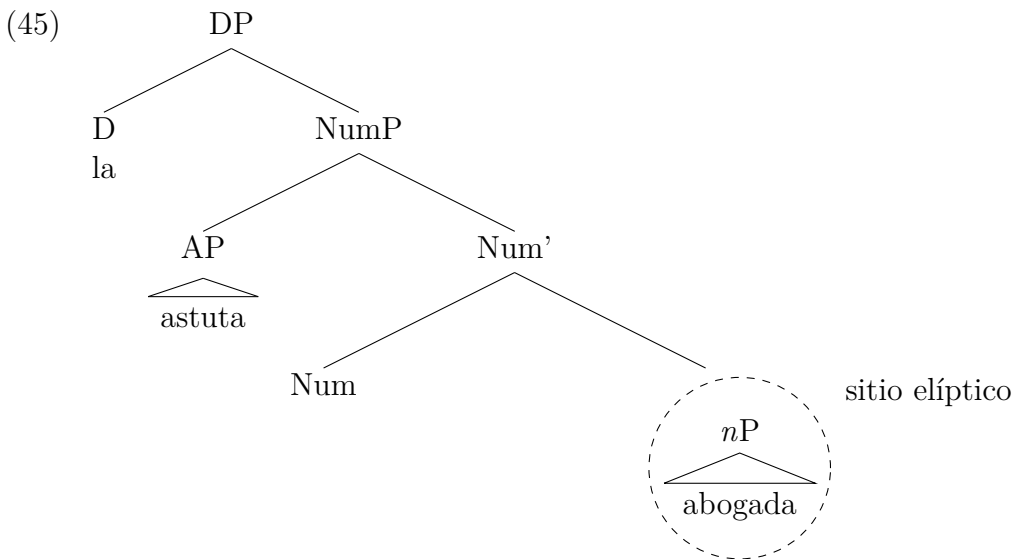 (45) DP
D NumP
la
AP Num'
astuta
Num sitio elíptico
nP
abogada